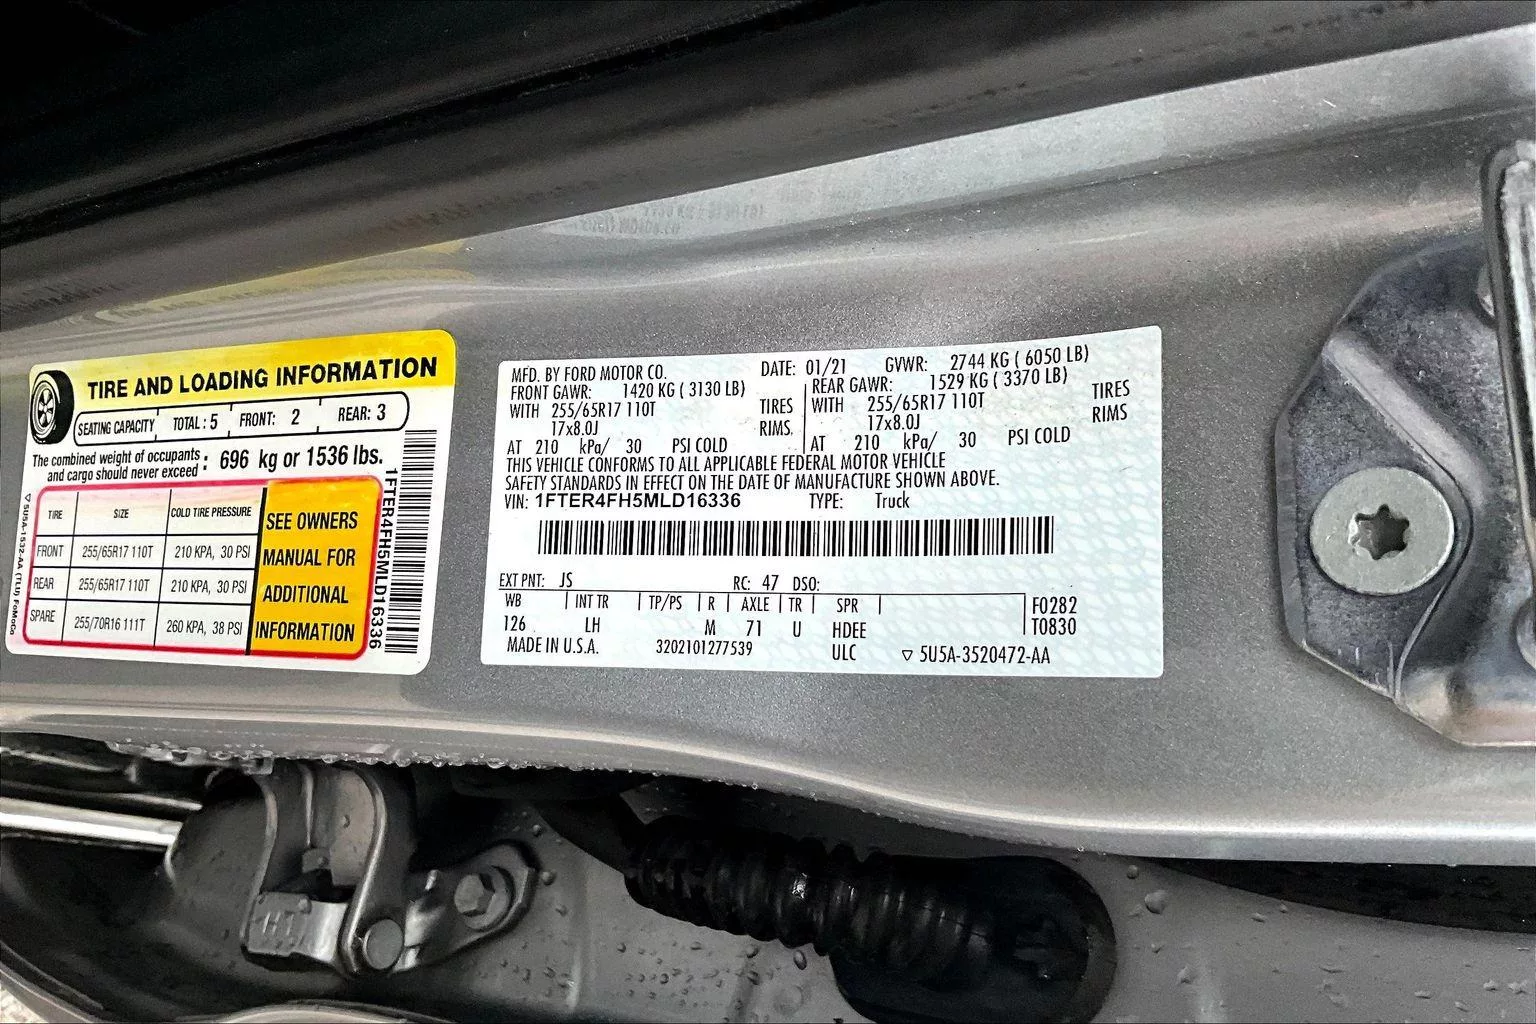 TIRE AND LOADING INFORMATION
SEATING CAPACITY TOTAL : 5 FRONT: 2 REAR: 3
The combined weight of occupants and cargo should never exceed : 696 kg or 1536 lbs.
TIRE SIZE COLD TIRE PRESSURE
FRONT 255/65R17 110T 210 KPA, 30 PSI
REAR 255/65R17 110T 210 KPA, 30 PSI
SPARE 255/70R16 111T 260 KPA, 38 PSI
SEE OWNERS
MANUAL FOR
ADDITIONAL
INFORMATION
▽ 5U5A-1532-AA (TLU) FoMoCo
1FTER4FH5MLD16336
MFD. BY FORD MOTOR CO. DATE: 01/21 GVWR: 2744 KG ( 6050 LB)
FRONT GAWR: 1420 KG ( 3130 LB) REAR GAWR: 1529 KG ( 3370 LB)
WITH 255/65R17 110T TIRES WITH 255/65R17 110T TIRES
17x8.0J RIMS 17x8.0J RIMS
AT 210 kPa/ 30 PSI COLD AT 210 kPa/ 30 PSI COLD
THIS VEHICLE CONFORMS TO ALL APPLICABLE FEDERAL MOTOR VEHICLE
SAFETY STANDARDS IN EFFECT ON THE DATE OF MANUFACTURE SHOWN ABOVE.
VIN: 1FTER4FH5MLD16336 TYPE: Truck
EXT PNT: JS RC: 47 DSO:
WB INT TR TP/PS R AXLE TR SPR F0282
126 LH M 71 U HDEE T0830
MADE IN U.S.A. 3202101277539 ULC ▽ 5U5A-3520472-AA